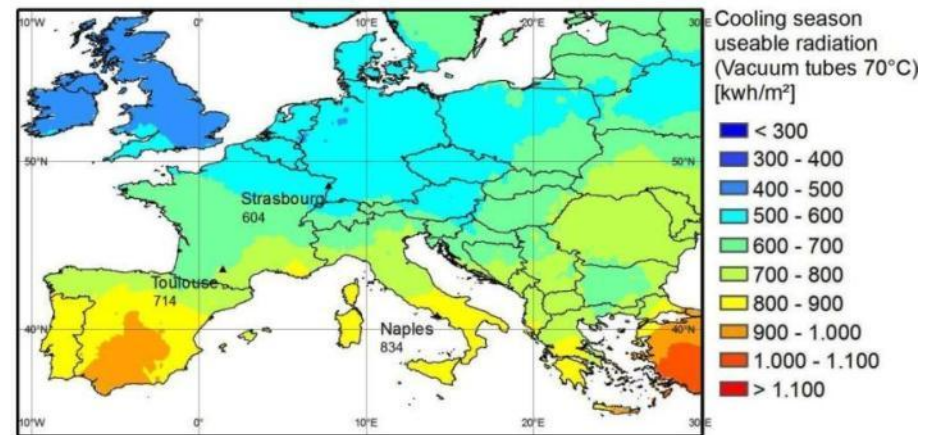 10°W 0° 10°E 20°E 30°E
Cooling season
useable radiation
(Vacuum tubes 70°C)
[kwh/m²]
< 300
300 - 400
400 - 500
500 - 600
600 - 700
700 - 800
800 - 900
900 - 1.000
1.000 - 1.100
> 1.100
50°N 50°N
Strasbourg
604
Toulouse
714
40°N 40°N
Naples
834
10°W 0° 10°E 20°E 30°E